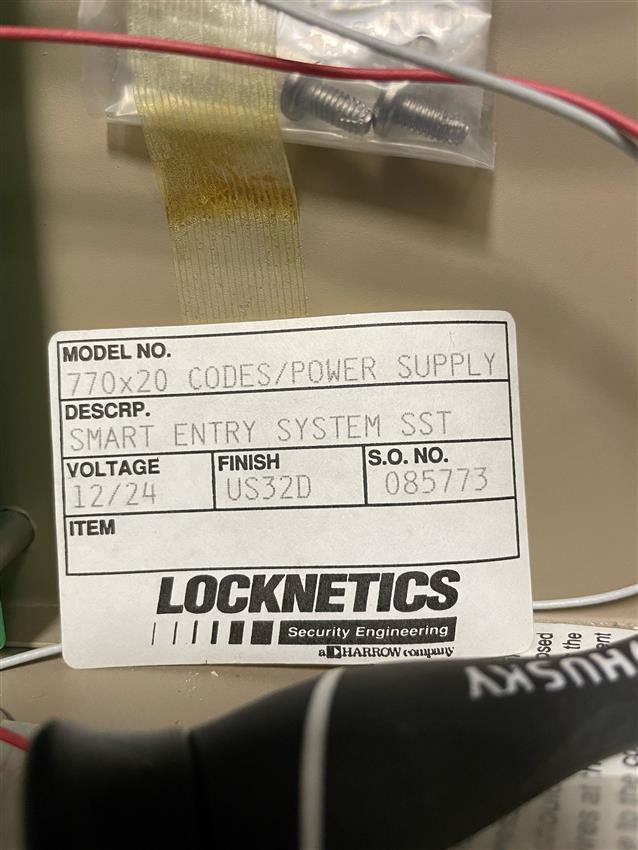 MODEL NO.
770x20 CODES/POWER SUPPLY
DESCRP.
SMART ENTRY SYSTEM SST
VOLTAGE FINISH S.O. NO.
12/24 US32D 085773
ITEM
LOCKNETICS
Security Engineering
a HARROW company
HUSKY
the